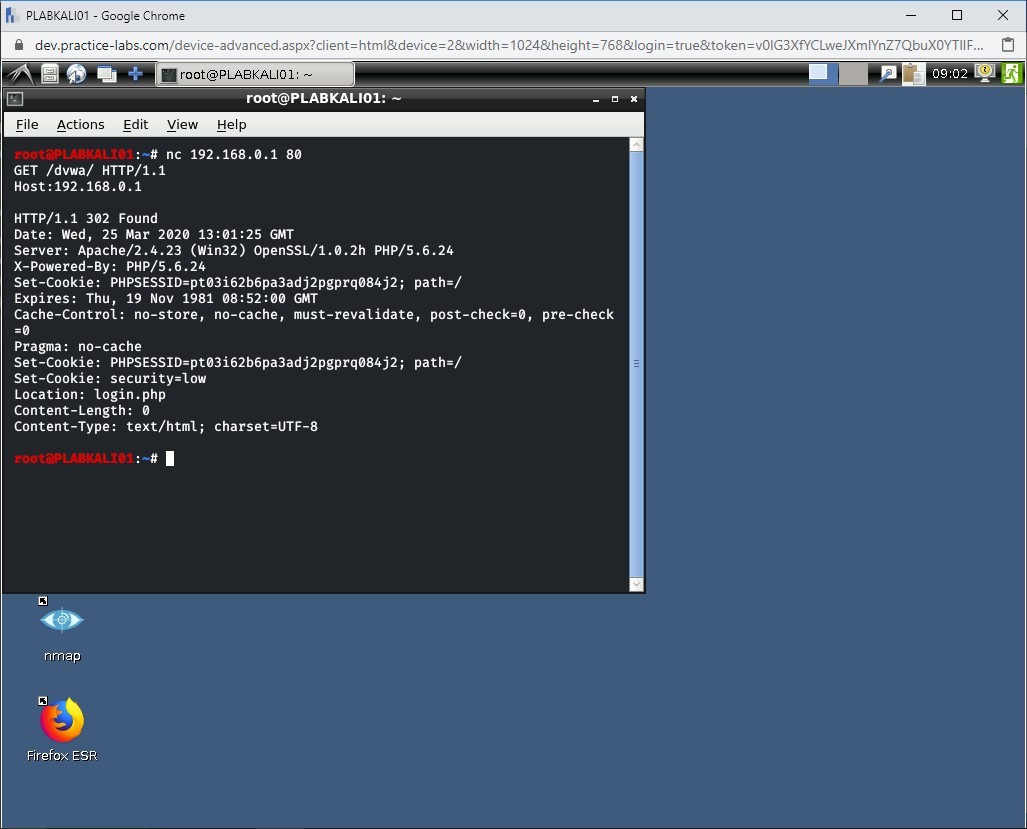 PLABKALI01 - Google Chrome
dev.practice-labs.com/device-advanced.aspx?client=html&device=2&width=1024&height=768&login=true&token=v0IG3XfYCLweJXmlYnZ7QbuX0YTIIF...
root@PLABKALI01: ~
09:02
root@PLABKALI01: ~
File Actions Edit View Help
root@PLABKALI01:~# nc 192.168.0.1 80
GET /dvwa/ HTTP/1.1
Host:192.168.0.1
HTTP/1.1 302 Found
Date: Wed, 25 Mar 2020 13:01:25 GMT
Server: Apache/2.4.23 (Win32) OpenSSL/1.0.2h PHP/5.6.24
X-Powered-By: PHP/5.6.24
Set-Cookie: PHPSESSID=pt03i62b6pa3adj2pgprq084j2; path=/
Expires: Thu, 19 Nov 1981 08:52:00 GMT
Cache-Control: no-store, no-cache, must-revalidate, post-check=0, pre-check
=0
Pragma: no-cache
Set-Cookie: PHPSESSID=pt03i62b6pa3adj2pgprq084j2; path=/
Set-Cookie: security=low
Location: login.php
Content-Length: 0
Content-Type: text/html; charset=UTF-8
root@PLABKALI01:~#
nmap
Firefox ESR